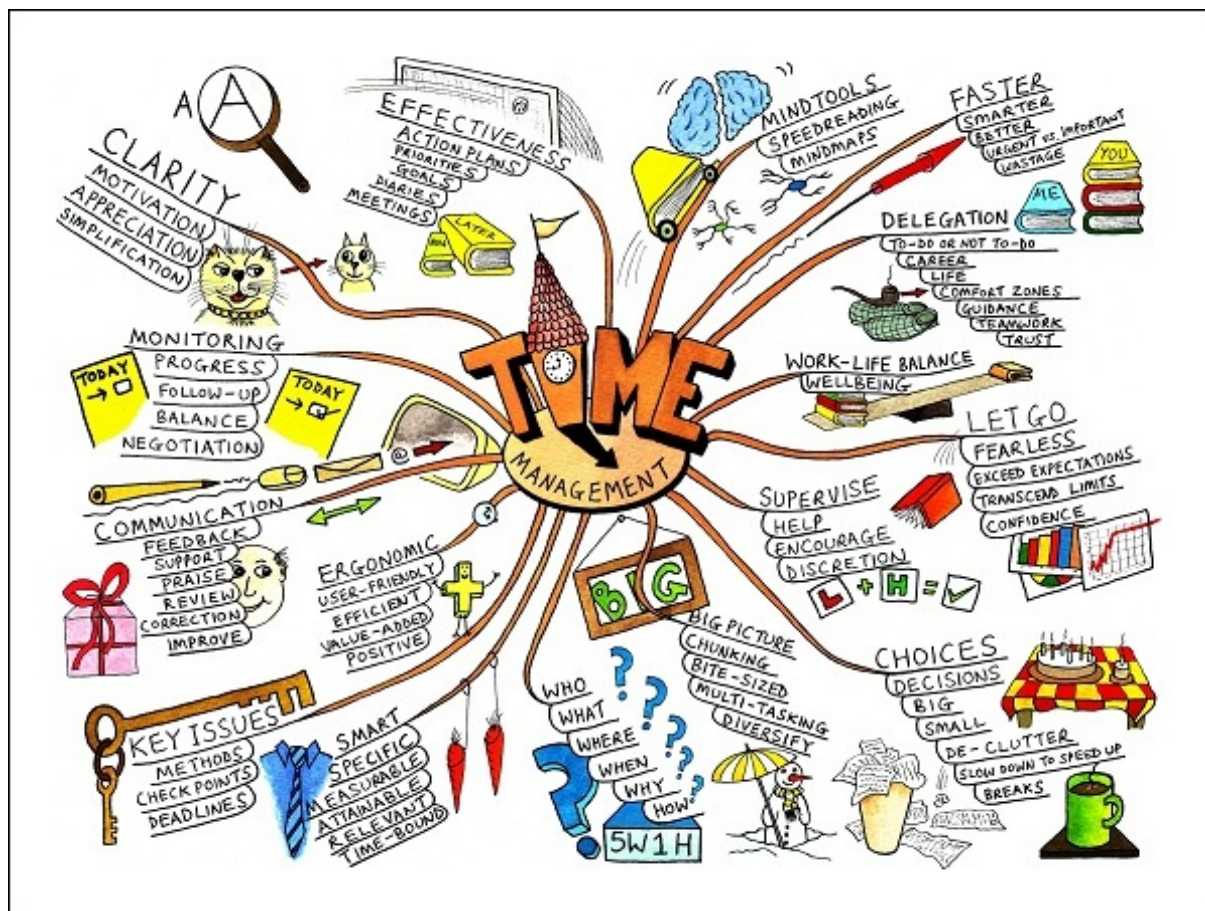 TIME
MANAGEMENT
A
A
CLARITY
MOTIVATION
APPRECIATION
SIMPLIFICATION
EFFECTIVENESS
ACTION PLANS
PRIORITIES
GOALS
DIARIES
MEETINGS
LATER
MINDTOOLS
SPEEDREADING
MINDMAPS
FASTER
SMARTER
BETTER
URGENT VS. IMPORTANT
WASTAGE
YOU
ME
DELEGATION
TO-DO OR NOT TO-DO
CAREER
LIFE
COMFORT ZONES
GUIDANCE
TEAMWORK
TRUST
WORK-LIFE BALANCE
WELLBEING
LET GO
FEARLESS
EXCEED EXPECTATIONS
TRANSCEND LIMITS
CONFIDENCE
SUPERVISE
HELP
ENCOURAGE
DISCRETION
L + H =
CHOICES
DECISIONS
BIG
SMALL
DE-CLUTTER
SLOW DOWN TO SPEED UP
BREAKS
@
BIG
BIG PICTURE
CHUNKING
BITE-SIZED
MULTI-TASKING
DIVERSIFY
WHO
WHAT
WHERE
WHEN
WHY
HOW
? ? ? ? ? ? ?
5W1H
SMART
SPECIFIC
MEASURABLE
ATTAINABLE
RELEVANT
TIME-BOUND
KEY ISSUES
METHODS
CHECK POINTS
DEADLINES
ERGONOMIC
USER-FRIENDLY
EFFICIENT
VALUE-ADDED
POSITIVE
COMMUNICATION
FEEDBACK
SUPPORT
PRAISE
REVIEW
CORRECTION
IMPROVE
@
MONITORING
PROGRESS
FOLLOW-UP
BALANCE
NEGOTIATION
TODAY
TODAY